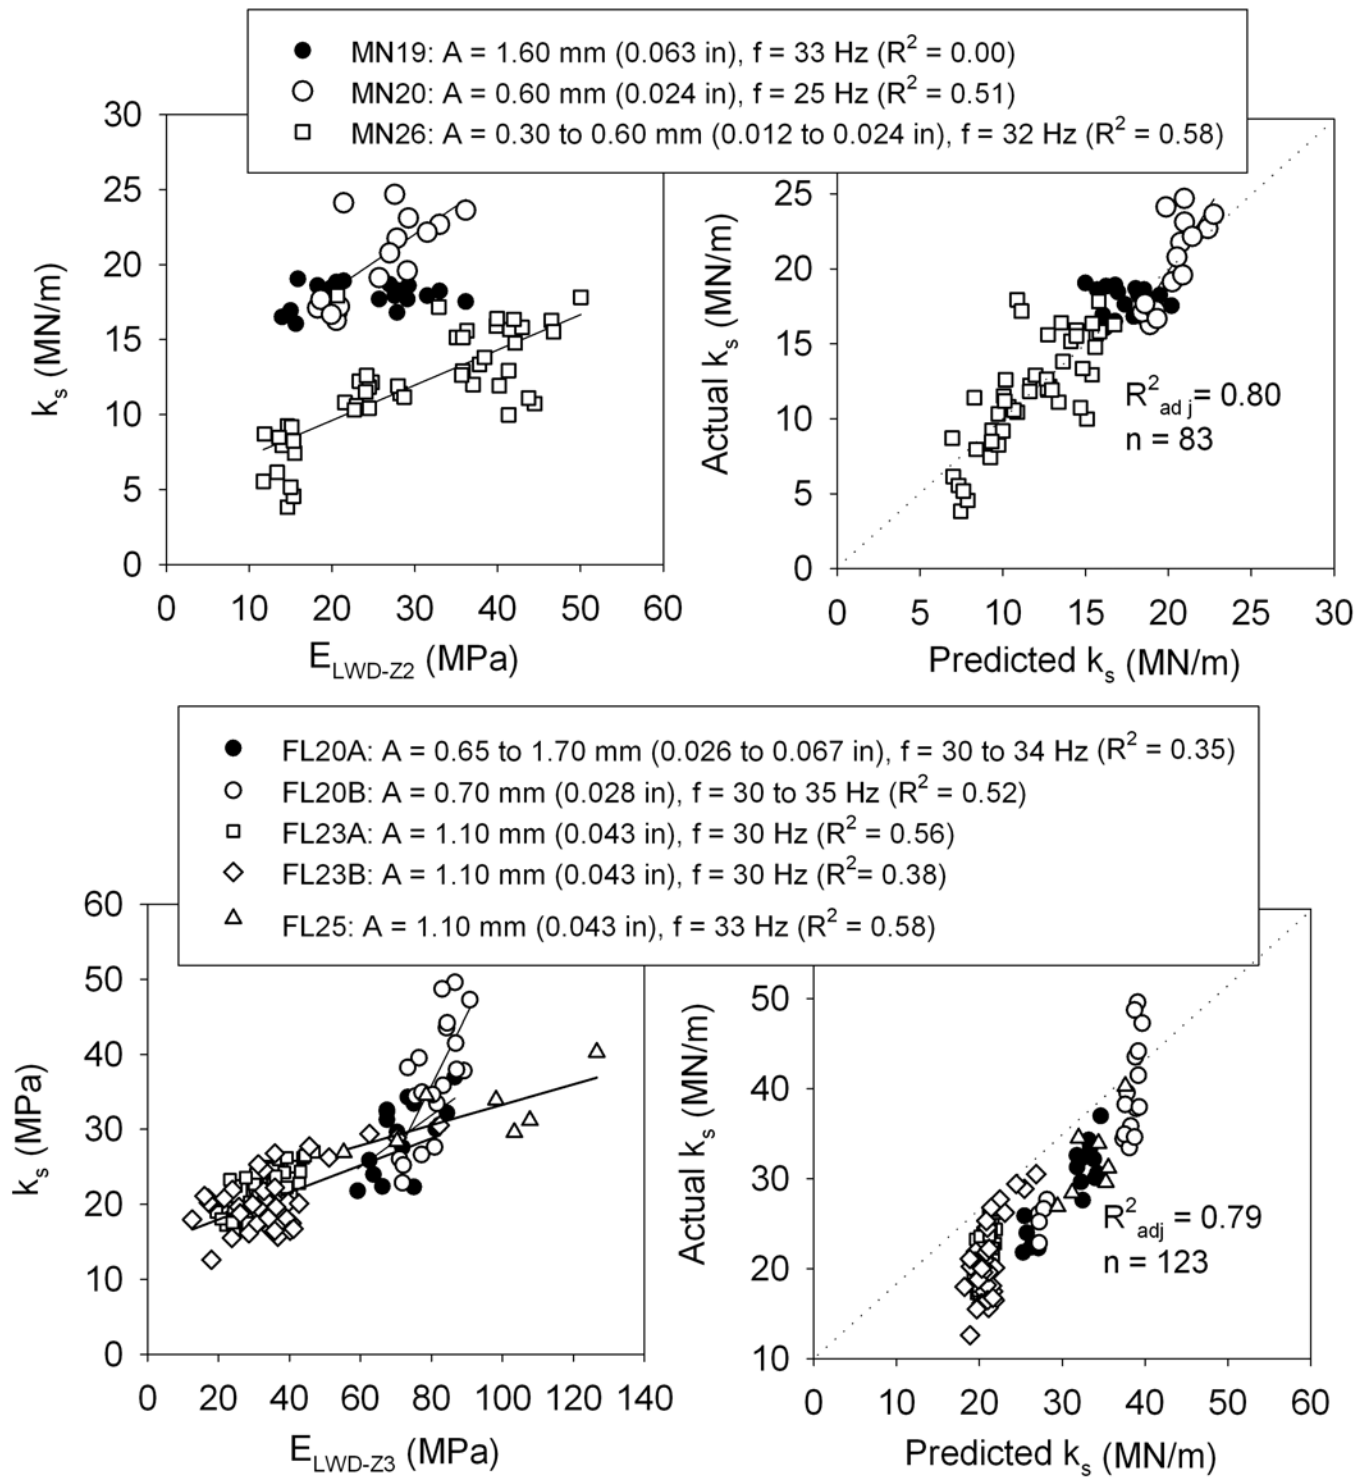 MN19: A = 1.60 mm (0.063 in), f = 33 Hz (R² = 0.00)
MN20: A = 0.60 mm (0.024 in), f = 25 Hz (R² = 0.51)
MN26: A = 0.30 to 0.60 mm (0.012 to 0.024 in), f = 32 Hz (R² = 0.58)
30
25
20
15
10
5
0
kₛ (MN/m)
0 10 20 30 40 50 60
E_LWD-Z2 (MPa)
25
20
15
10
5
0
Actual kₛ (MN/m)
R²adj = 0.80
n = 83
0 5 10 15 20 25 30
Predicted kₛ (MN/m)
FL20A: A = 0.65 to 1.70 mm (0.026 to 0.067 in), f = 30 to 34 Hz (R² = 0.35)
FL20B: A = 0.70 mm (0.028 in), f = 30 to 35 Hz (R² = 0.52)
FL23A: A = 1.10 mm (0.043 in), f = 30 Hz (R² = 0.56)
FL23B: A = 1.10 mm (0.043 in), f = 30 Hz (R²= 0.38)
FL25: A = 1.10 mm (0.043 in), f = 33 Hz (R² = 0.58)
60
50
40
30
20
10
0
kₛ (MPa)
0 20 40 60 80 100 120 140
E_LWD-Z3 (MPa)
50
40
30
20
10
Actual kₛ (MN/m)
R²adj = 0.79
n = 123
0 10 20 30 40 50 60
Predicted kₛ (MN/m)